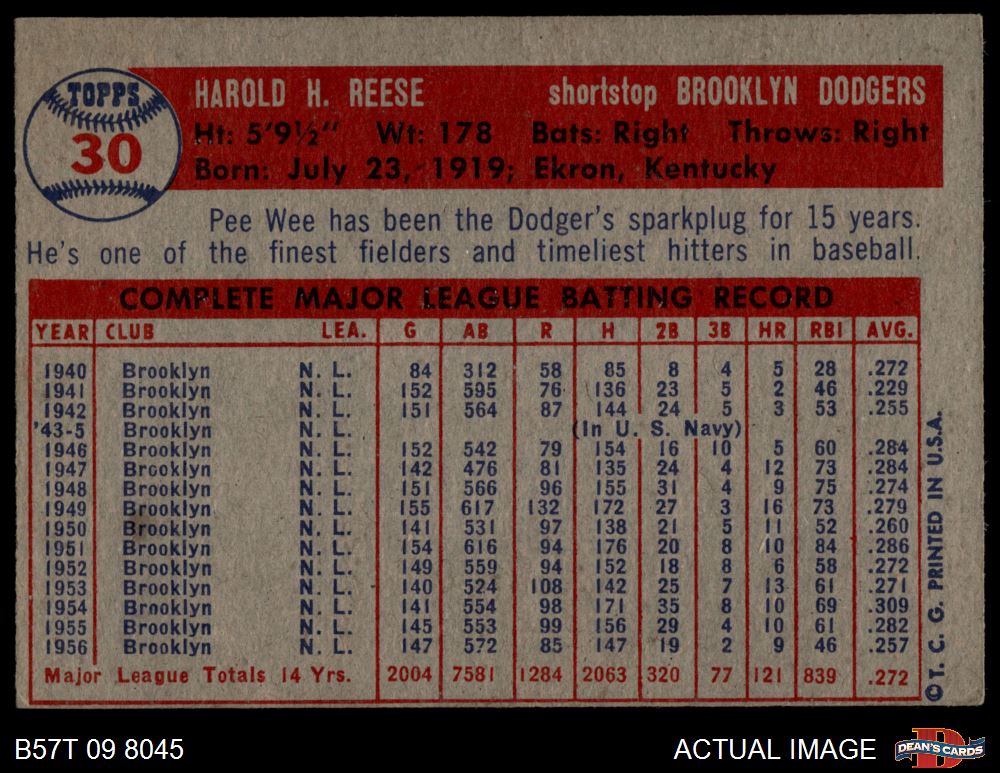 TOPPS
30
HAROLD H. REESE shortstop BROOKLYN DODGERS
Ht: 5'9½" Wt: 178 Bats: Right Throws: Right
Born: July 23, 1919; Ekron, Kentucky
Pee Wee has been the Dodger's sparkplug for 15 years.
He's one of the finest fielders and timeliest hitters in baseball.
COMPLETE MAJOR LEAGUE BATTING RECORD
YEAR CLUB LEA. G AB R H 2B 3B HR RBI AVG.
1940 Brooklyn N. L. 84 312 58 85 8 4 5 28 .272
1941 Brooklyn N. L. 152 595 76 136 23 5 2 46 .229
1942 Brooklyn N. L. 151 564 87 144 24 5 3 53 .255
'43-5 Brooklyn N. L. (In U. S. Navy)
1946 Brooklyn N. L. 152 542 79 154 16 10 5 60 .284
1947 Brooklyn N. L. 142 476 81 135 24 4 12 73 .284
1948 Brooklyn N. L. 151 566 96 155 31 4 9 75 .274
1949 Brooklyn N. L. 155 617 132 172 27 3 16 73 .279
1950 Brooklyn N. L. 141 531 97 138 21 5 11 52 .260
1951 Brooklyn N. L. 154 616 94 176 20 8 10 84 .286
1952 Brooklyn N. L. 149 559 94 152 18 8 6 58 .272
1953 Brooklyn N. L. 140 524 108 142 25 7 13 61 .271
1954 Brooklyn N. L. 141 554 98 171 35 8 10 69 .309
1955 Brooklyn N. L. 145 553 99 156 29 4 10 61 .282
1956 Brooklyn N. L. 147 572 85 147 19 2 9 46 .257
Major League Totals 14 Yrs. 2004 7581 1284 2063 320 77 121 839 .272
©T. C. G. PRINTED IN U.S.A.
B57T 09 8045 ACTUAL IMAGE
DEAN'S CARDS